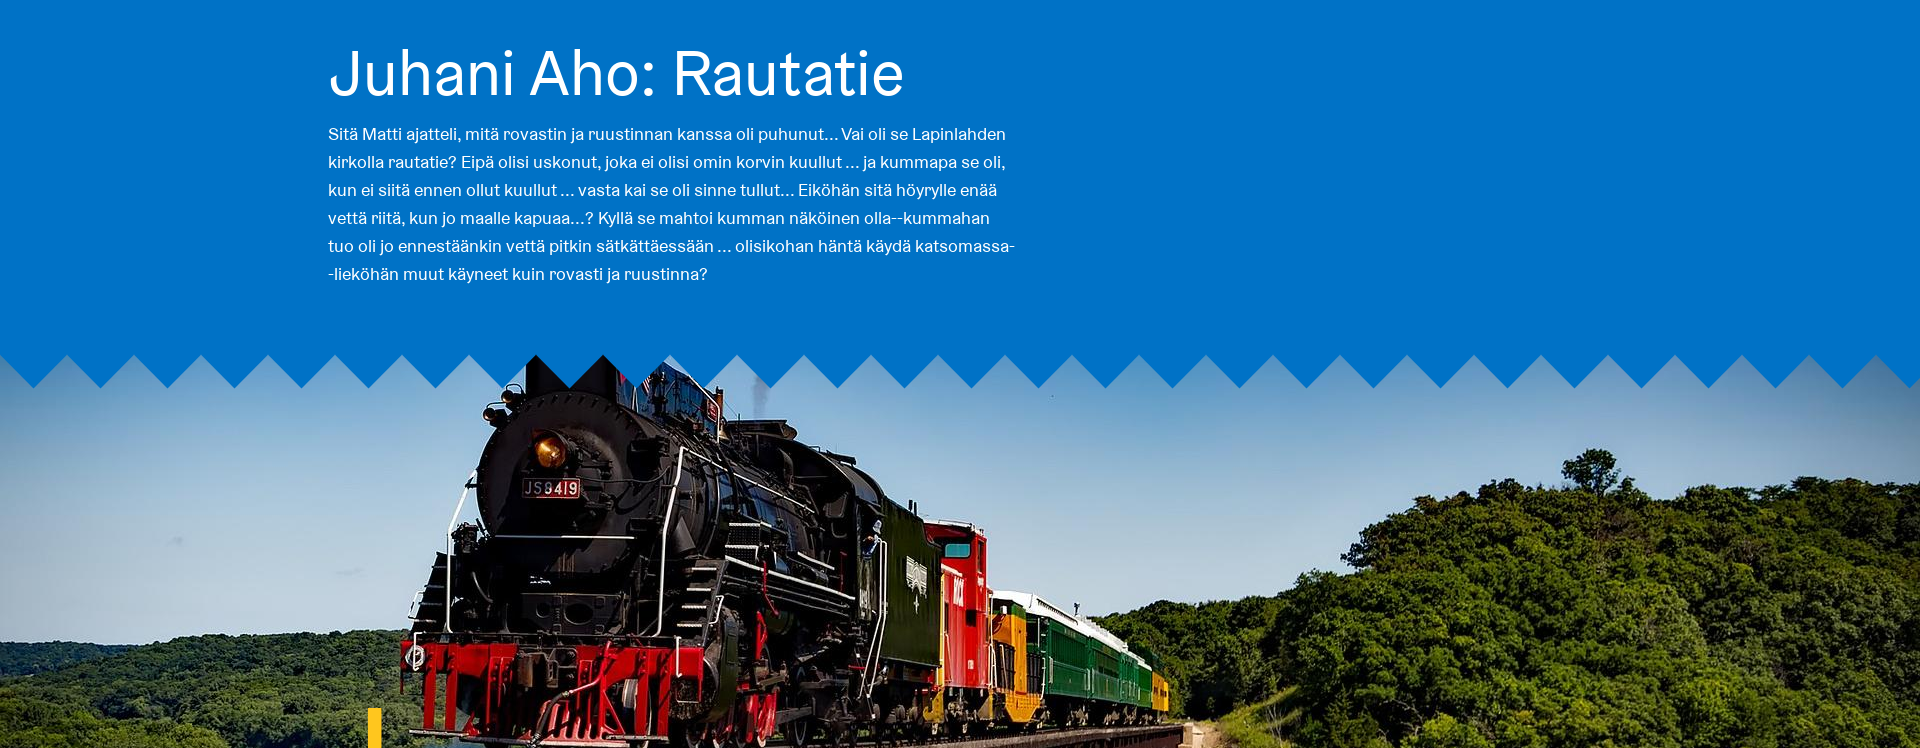 Juhani Aho: Rautatie
Sitä Matti ajatteli, mitä rovastin ja ruustinnan kanssa oli puhunut... Vai oli se Lapinlahden
kirkolla rautatie? Eipä olisi uskonut, joka ei olisi omin korvin kuullut ... ja kummapa se oli,
kun ei siitä ennen ollut kuullut ... vasta kai se oli sinne tullut... Eiköhän sitä höyrylle enää
vettä riitä, kun jo maalle kapuaa...? Kyllä se mahtoi kumman näköinen olla--kummahan
tuo oli jo ennestäänkin vettä pitkin sätkättäessään ... olisikohan häntä käydä katsomassa-
-lieköhän muut käyneet kuin rovasti ja ruustinna?
JS8419